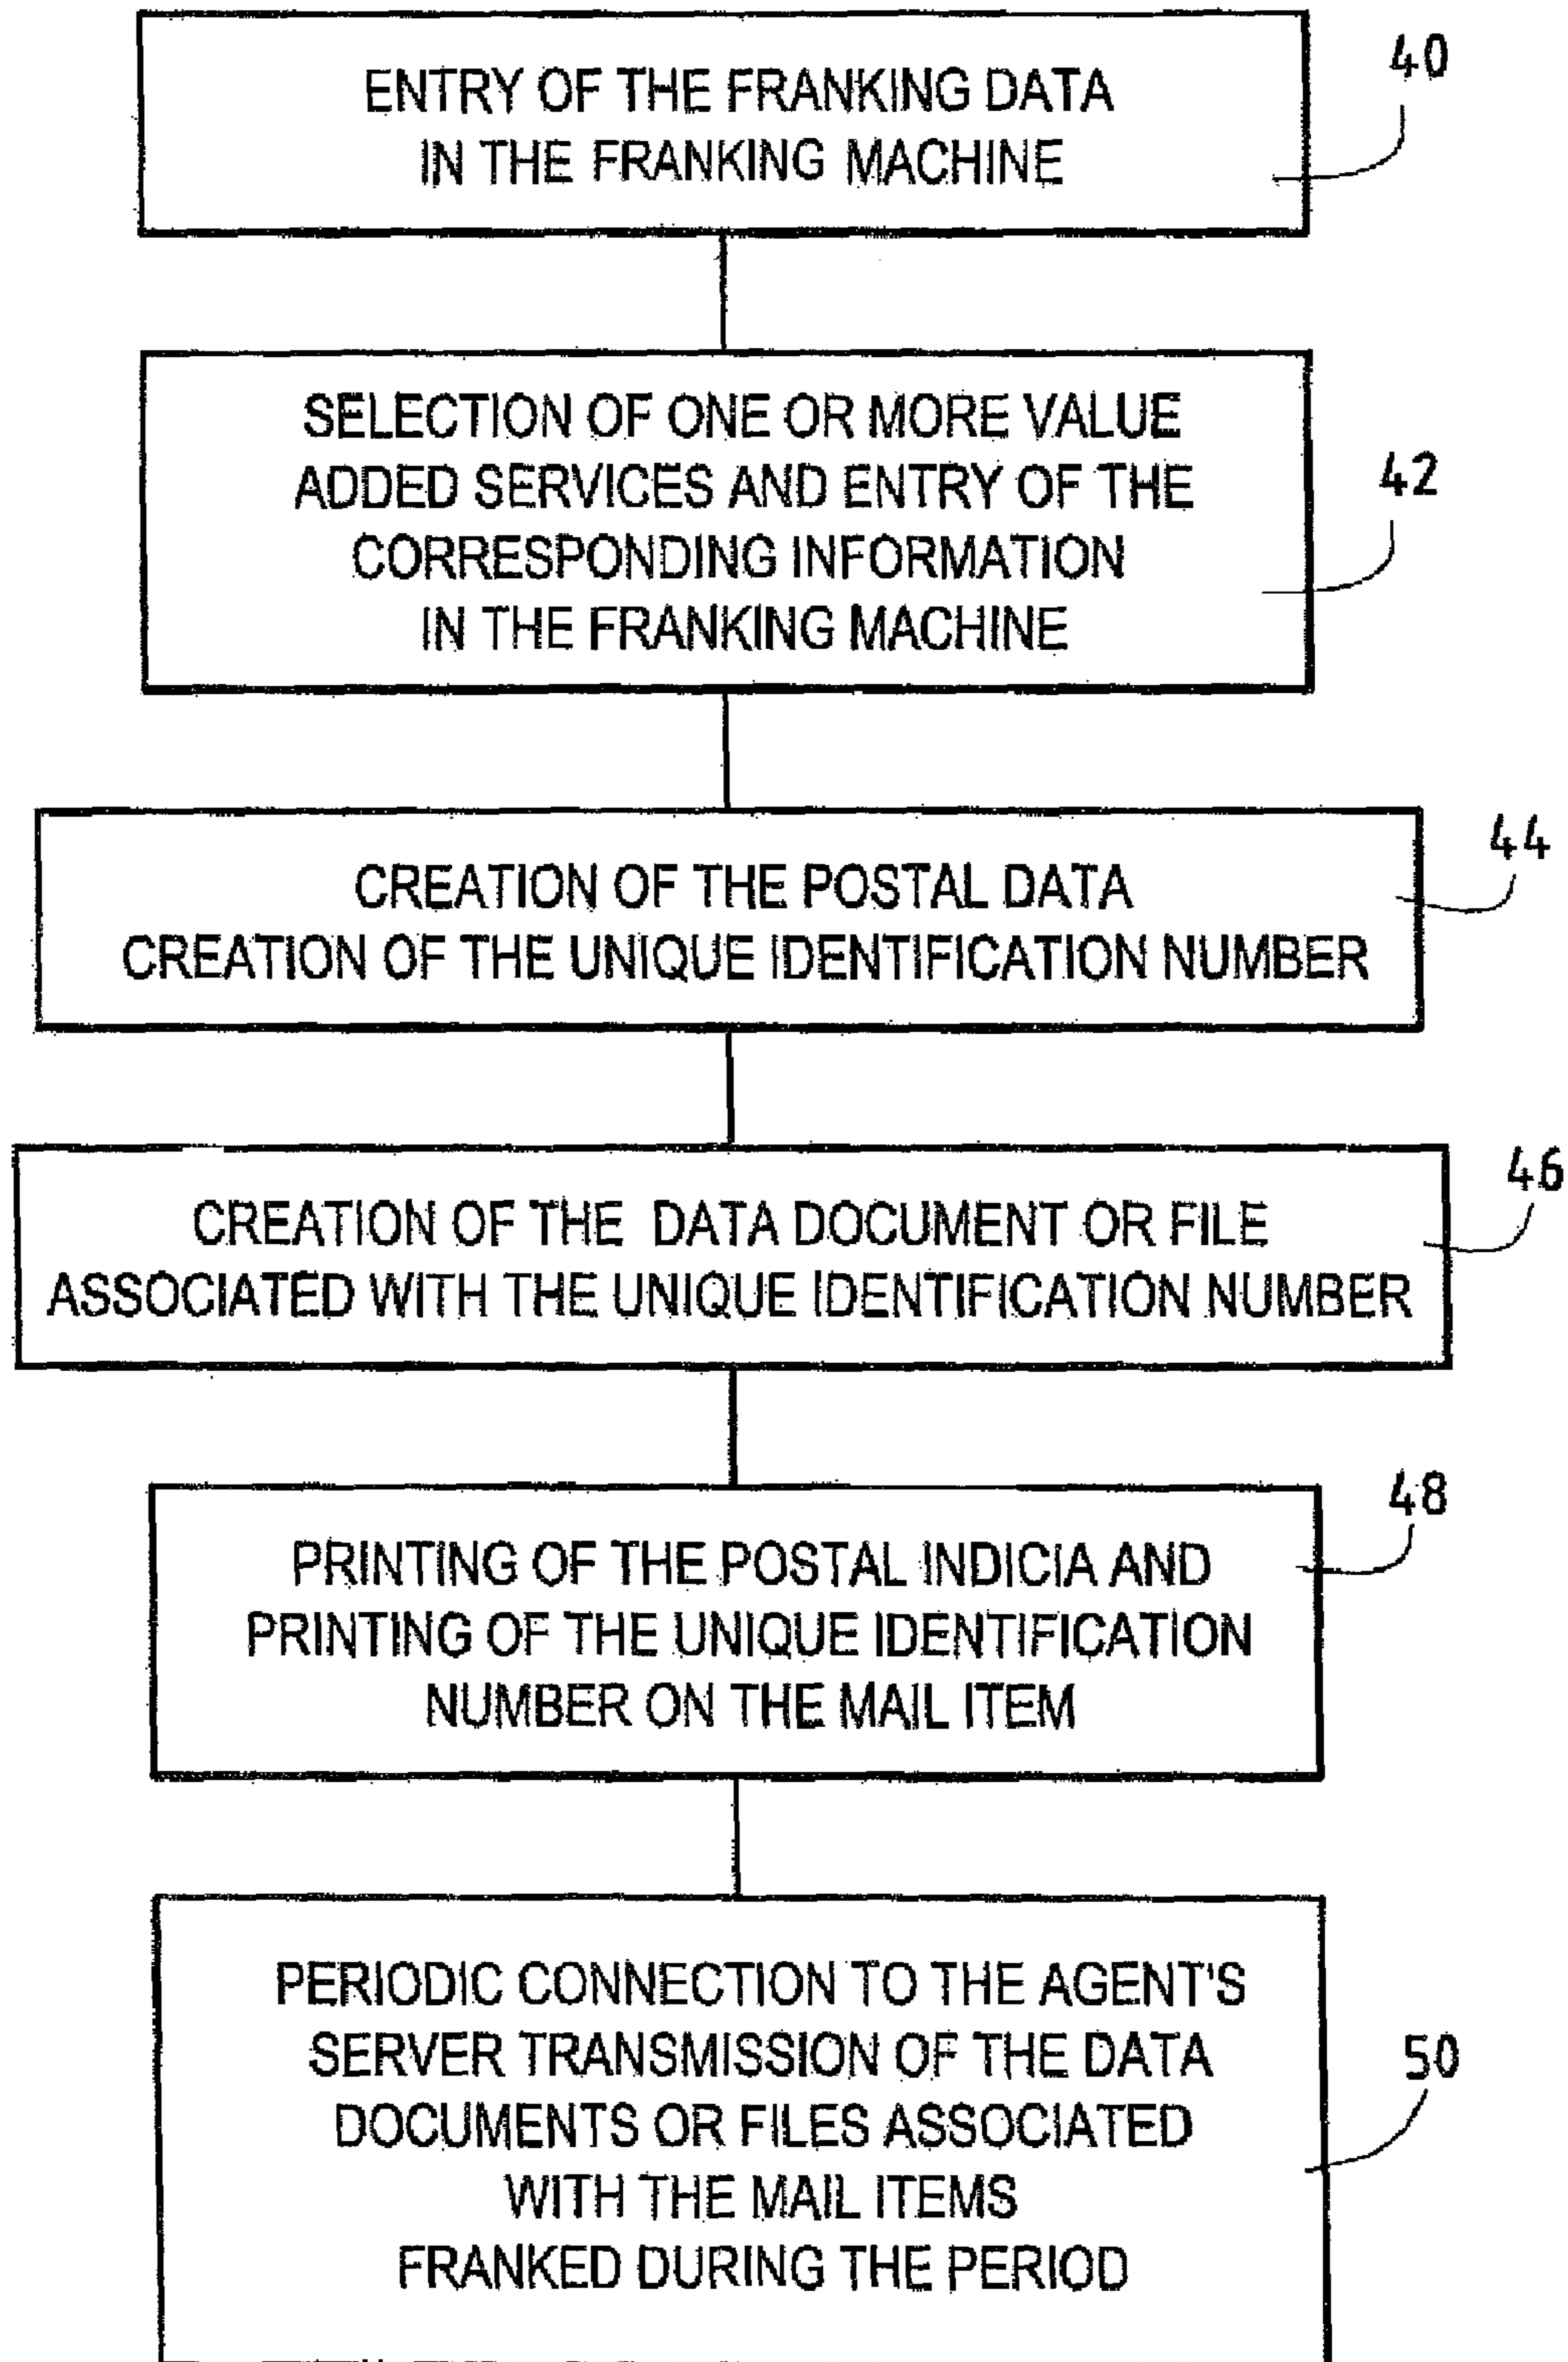 ENTRY OF THE FRANKING DATA
IN THE FRANKING MACHINE
40
SELECTION OF ONE OR MORE VALUE
ADDED SERVICES AND ENTRY OF THE
CORRESPONDING INFORMATION
IN THE FRANKING MACHINE
42
CREATION OF THE POSTAL DATA
CREATION OF THE UNIQUE IDENTIFICATION NUMBER
44
CREATION OF THE DATA DOCUMENT OR FILE
ASSOCIATED WITH THE UNIQUE IDENTIFICATION NUMBER
46
PRINTING OF THE POSTAL INDICIA AND
PRINTING OF THE UNIQUE IDENTIFICATION
NUMBER ON THE MAIL ITEM
48
PERIODIC CONNECTION TO THE AGENT'S
SERVER TRANSMISSION OF THE DATA
DOCUMENTS OR FILES ASSOCIATED
WITH THE MAIL ITEMS
FRANKED DURING THE PERIOD
50